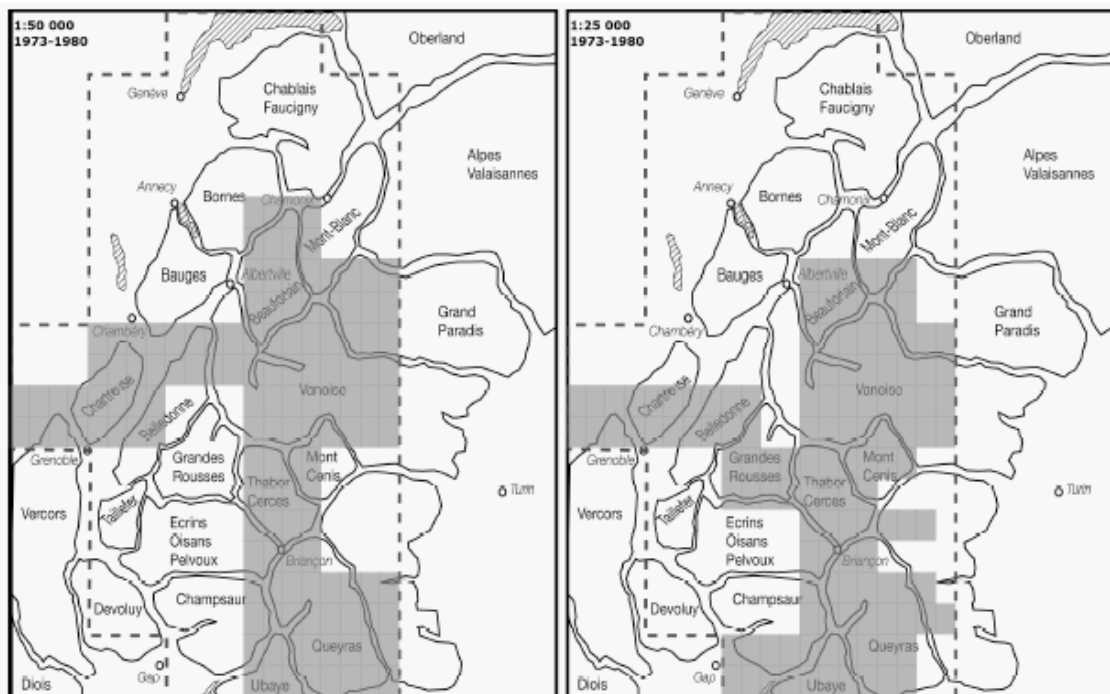 1:50 000
1973-1980
Oberland
Genève
Chablais
Faucigny
Alpes
Valaisannes
Annecy
Bornes
Chamonix
Mont-Blanc
Bauges
Albertville
Beaufortain
Grand
Paradis
Chambéry
Chartreuse
Vanoise
Belledonne
Grenoble
Grandes
Rousses
Mont
Cenis
Thabor
Cerces
Turin
Vercors
Taillefer
Ecrins
Oisans
Pelvoux
Briançon
Devoluy
Champsaur
Queyras
Gap
Diois
Ubaye
1:25 000
1973-1980
Oberland
Genève
Chablais
Faucigny
Alpes
Valaisannes
Annecy
Bornes
Chamonix
Mont-Blanc
Bauges
Albertville
Beaufortain
Grand
Paradis
Chambéry
Chartreuse
Vanoise
Belledonne
Grenoble
Grandes
Rousses
Mont
Cenis
Thabor
Cerces
Turin
Vercors
Taillefer
Ecrins
Oisans
Pelvoux
Briançon
Devoluy
Champsaur
Queyras
Gap
Diois
Ubaye